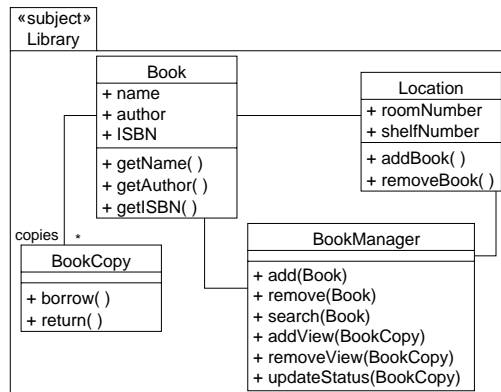 «subject»
Library
Book
+ name
+ author
+ ISBN
+ getName( )
+ getAuthor( )
+ getISBN( )
Location
+ roomNumber
+ shelfNumber
+ addBook( )
+ removeBook( )
copies *
BookCopy
+ borrow( )
+ return( )
BookManager
+ add(Book)
+ remove(Book)
+ search(Book)
+ addView(BookCopy)
+ removeView(BookCopy)
+ updateStatus(BookCopy)